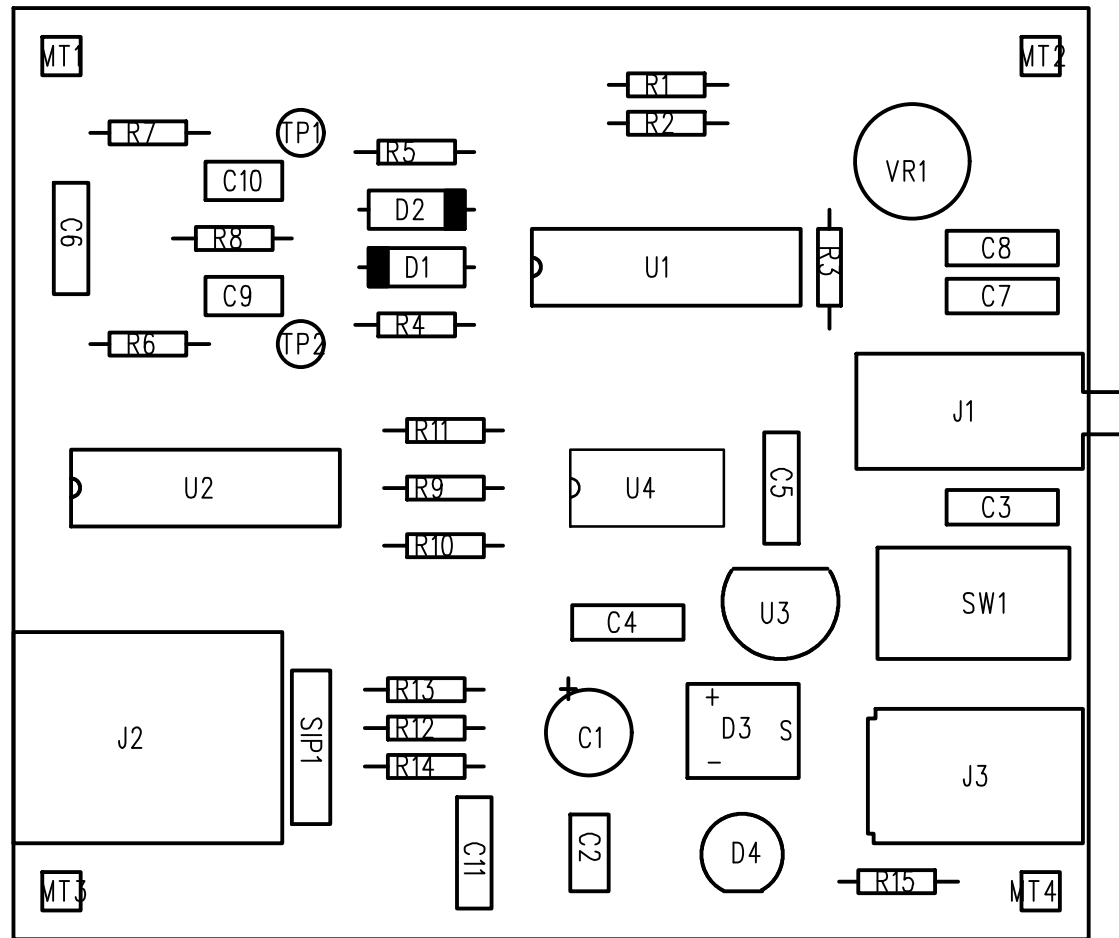 MT1
MT2
R1
R2
R7
TP1
R5
VR1
C10
D2
C6
R8
C8
D1
U1
R3
C9
C7
R4
R6
TP2
J1
R11
U2
R9
U4
C5
C3
R10
SW1
U3
C4
R13
+
+
SIP1
R12
C1
D3
S
J2
R14
-
J3
C11
C2
D4
R15
MT3
MT4